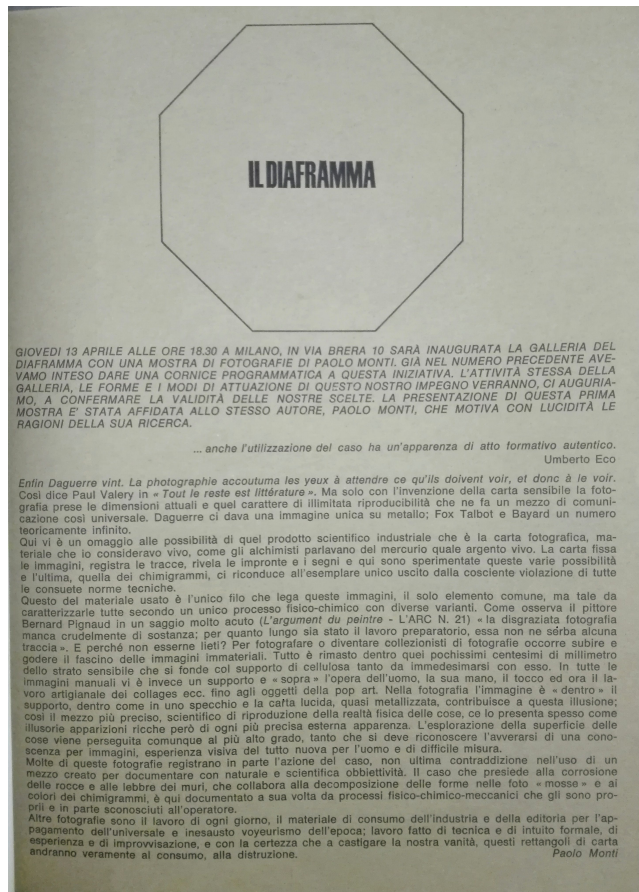 IL DIAFRAMMA
GIOVEDI 13 APRILE ALLE ORE 18.30 A MILANO, IN VIA BRERA 10 SARÀ INAUGURATA LA GALLERIA DEL
DIAFRAMMA CON UNA MOSTRA DI FOTOGRAFIE DI PAOLO MONTI. GIÀ NEL NUMERO PRECEDENTE AVE-
VAMO INTESO DARE UNA CORNICE PROGRAMMATICA A QUESTA INIZIATIVA. L'ATTIVITÀ STESSA DELLA
GALLERIA, LE FORME E I MODI DI ATTUAZIONE DI QUESTO NOSTRO IMPEGNO VERRANNO, CI AUGURIA-
MO, A CONFERMARE LA VALIDITÀ DELLE NOSTRE SCELTE. LA PRESENTAZIONE DI QUESTA PRIMA
MOSTRA E' STATA AFFIDATA ALLO STESSO AUTORE, PAOLO MONTI, CHE MOTIVA CON LUCIDITÀ LE
RAGIONI DELLA SUA RICERCA.
... anche l'utilizzazione del caso ha un'apparenza di atto formativo autentico.
Umberto Eco
Enfin Daguerre vint. La photographie accoutuma les yeux à attendre ce qu'ils doivent voir, et donc à le voir.
Così dice Paul Valery in « Tout le reste est littérature ». Ma solo con l'invenzione della carta sensibile la foto-
grafia prese le dimensioni attuali e quel carattere di illimitata riproducibilità che ne fa un mezzo di comuni-
cazione così universale. Daguerre ci dava una immagine unica su metallo; Fox Talbot e Bayard un numero
teoricamente infinito.
Qui vi è un omaggio alle possibilità di quel prodotto scientifico industriale che è la carta fotografica, ma-
teriale che io consideravo vivo, come gli alchimisti parlavano del mercurio quale argento vivo. La carta fissa
le immagini, registra le tracce, rivela le impronte e i segni e qui sono sperimentate queste varie possibilità
e l'ultima, quella dei chimigrammi, ci riconduce all'esemplare unico uscito dalla cosciente violazione di tutte
le consuete norme tecniche.
Questo del materiale usato è l'unico filo che lega queste immagini, il solo elemento comune, ma tale da
caratterizzarle tutte secondo un unico processo fisico-chimico con diverse varianti. Come osserva il pittore
Bernard Pignaud in un saggio molto acuto (L'argument du peintre - L'ARC N. 21) « la disgraziata fotografia
manca crudelmente di sostanza; per quanto lungo sia stato il lavoro preparatorio, essa non ne serba alcuna
traccia ». E perché non esserne lieti? Per fotografare o diventare collezionisti di fotografie occorre subire e
godere il fascino delle immagini immateriali. Tutto è rimasto dentro quei pochissimi centesimi di millimetro
dello strato sensibile che si fonde col supporto di cellulosa tanto da immedesimarsi con esso. In tutte le
immagini manuali vi è invece un supporto e « sopra » l'opera dell'uomo, la sua mano, il tocco ed ora il la-
voro artigianale dei collages ecc. fino agli oggetti della pop art. Nella fotografia l'immagine è « dentro » il
supporto, dentro come in uno specchio e la carta lucida, quasi metallizzata, contribuisce a questa illusione;
così il mezzo più preciso, scientifico di riproduzione della realtà fisica delle cose, ce lo presenta spesso come
illusorie apparizioni ricche però di ogni più precisa esterna apparenza. L'esplorazione della superficie delle
cose viene perseguita comunque al più alto grado, tanto che si deve riconoscere l'avverarsi di una cono-
scenza per immagini, esperienza visiva del tutto nuova per l'uomo e di difficile misura.
Molte di queste fotografie registrano in parte l'azione del caso, non ultima contraddizione nell'uso di un
mezzo creato per documentare con naturale e scientifica obbiettività. Il caso che presiede alla corrosione
delle rocce e alle lebbre dei muri, che collabora alla decomposizione delle forme nelle foto « mosse » e ai
colori dei chimigrammi, è qui documentato a sua volta da processi fisico-chimico-meccanici che gli sono pro-
prii e in parte sconosciuti all'operatore.
Altre fotografie sono il lavoro di ogni giorno, il materiale di consumo dell'industria e della editoria per l'ap-
pagamento dell'universale e inesausto voyeurismo dell'epoca; lavoro fatto di tecnica e di intuito formale, di
esperienza e di improvvisazione, e con la certezza che a castigare la nostra vanità, questi rettangoli di carta
andranno veramente al consumo, alla distruzione. Paolo Monti